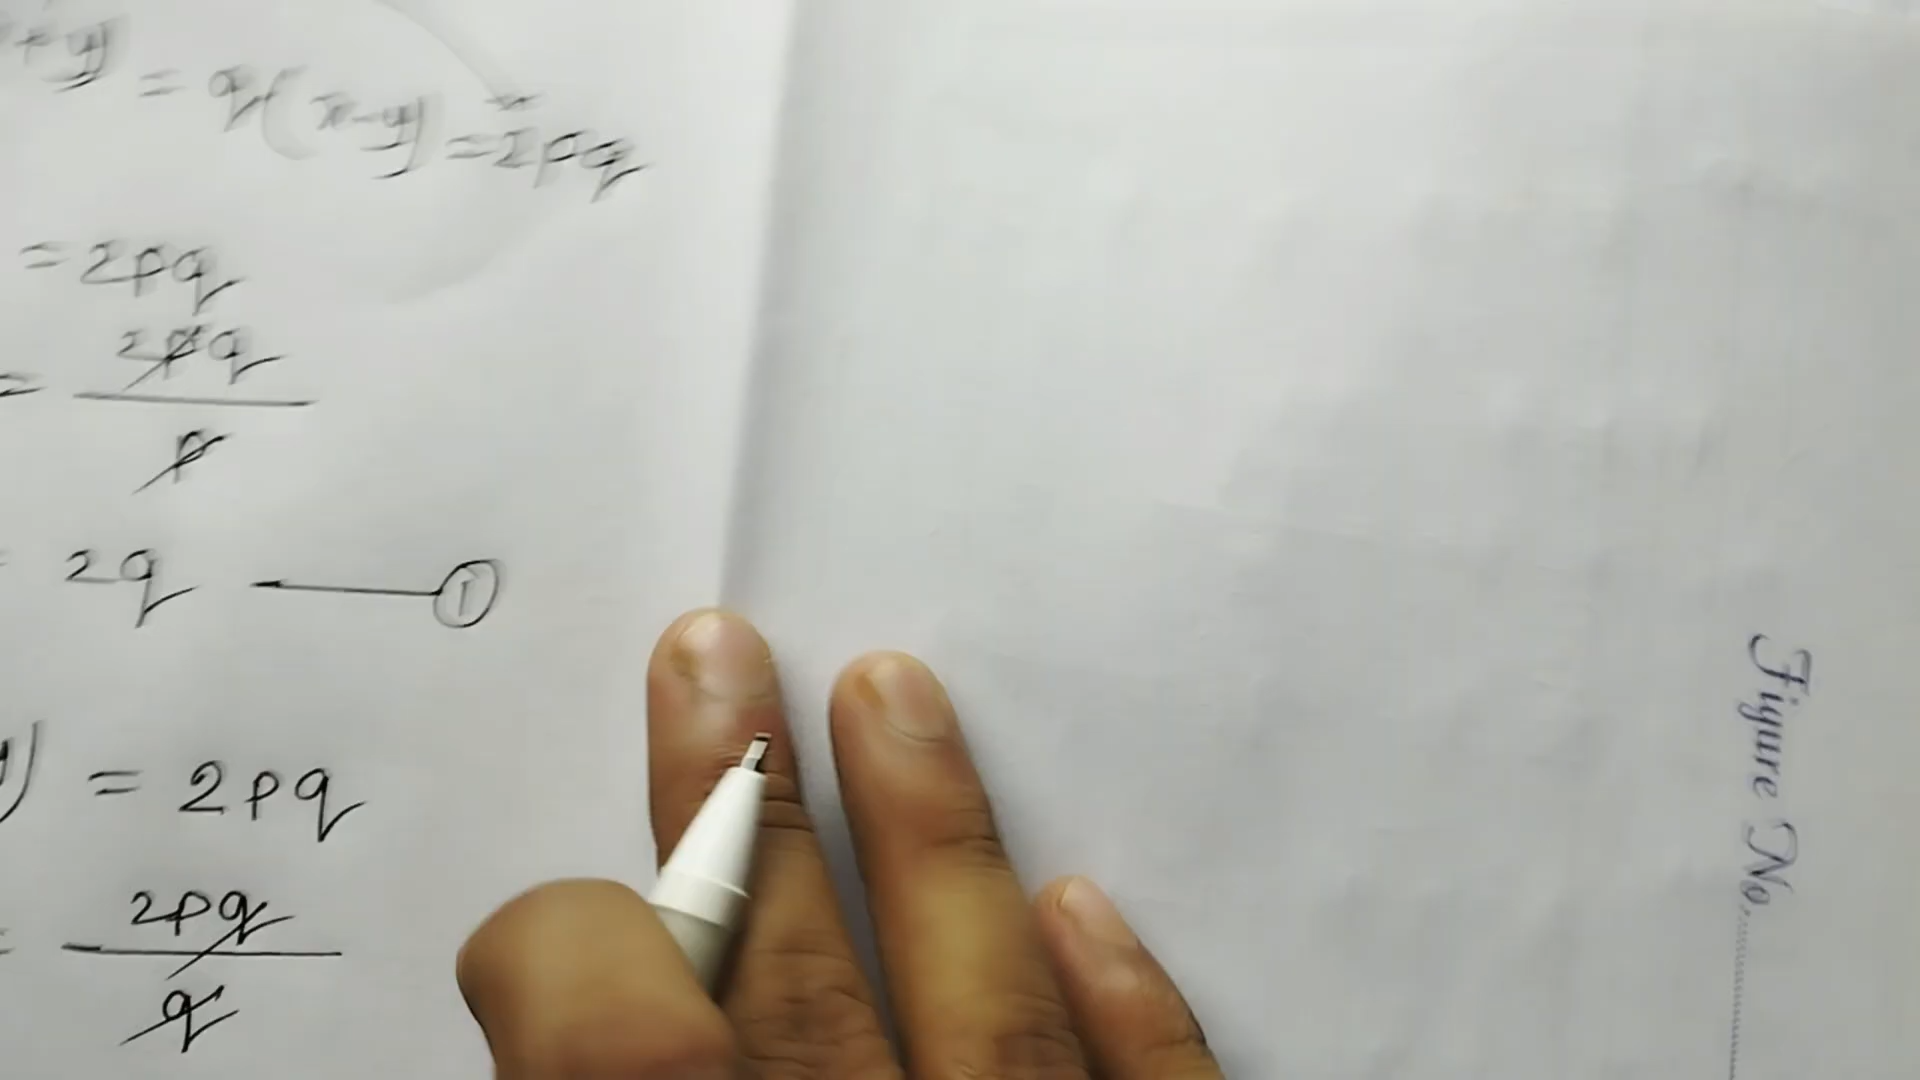 +y) = q(x-y) = 2pq
= 2pq
= 2pq
p
= 2q —— ①
y) = 2pq
= 2pq
q
Figure No.